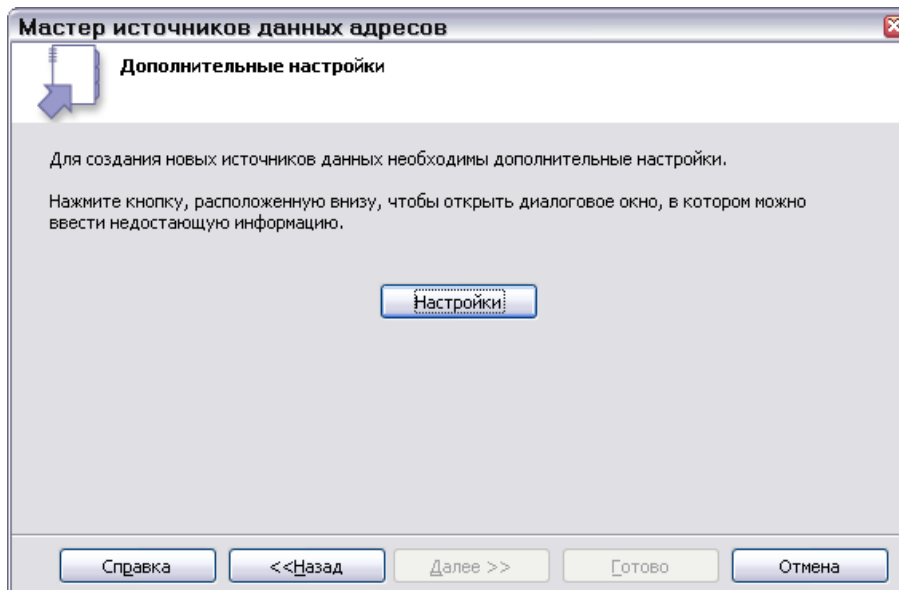 Мастер источников данных адресов
Дополнительные настройки
Для создания новых источников данных необходимы дополнительные настройки.
Нажмите кнопку, расположенную внизу, чтобы открыть диалоговое окно, в котором можно
ввести недостающую информацию.
Настройки
Справка
<<Назад
Далее >>
Готово
Отмена